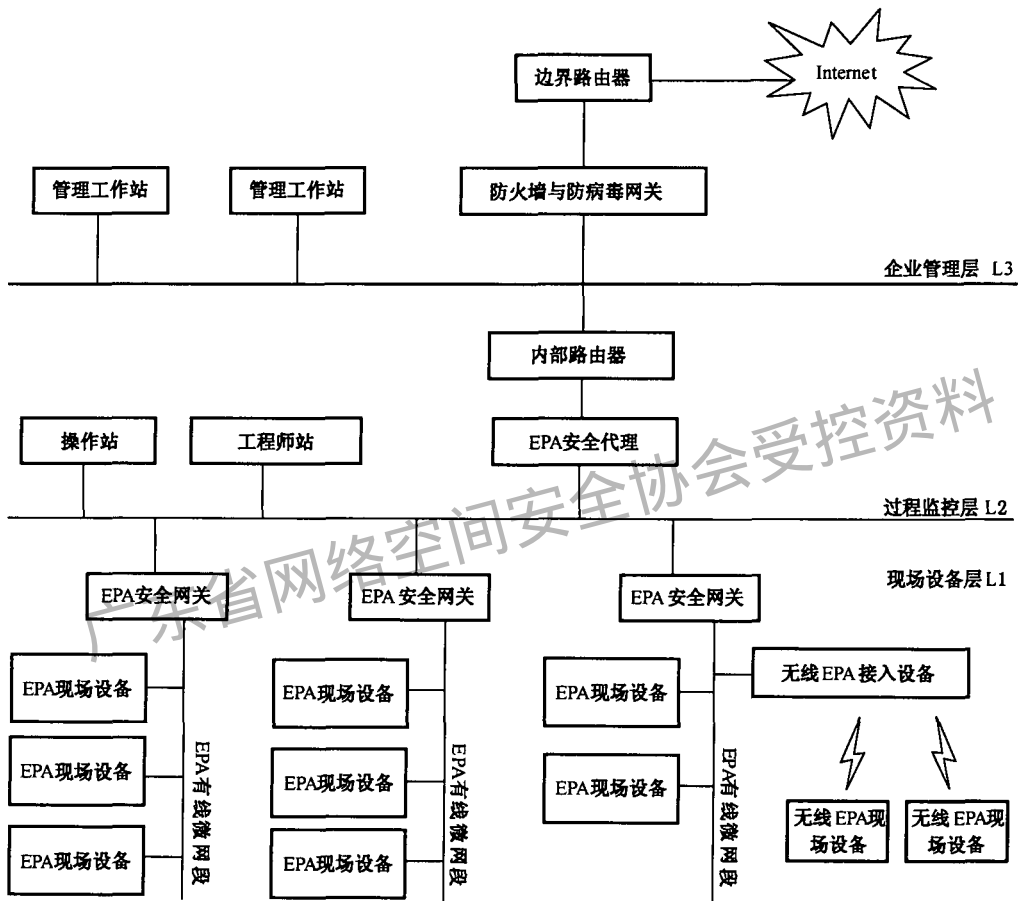 Internet
边界路由器
管理工作站
管理工作站
防火墙与防病毒网关
企业管理层 L3
内部路由器
操作站
工程师站
EPA安全代理
过程监控层 L2
现场设备层 L1
EPA安全网关
EPA 安全网关
EPA 安全网关
EPA现场设备
EPA现场设备
EPA现场设备
EPA有线微网段
EPA现场设备
EPA现场设备
EPA现场设备
EPA有线微网段
EPA现场设备
EPA现场设备
EPA有线微网段
无线EPA 接入设备
无线 EPA现
场设备
无线 EPA现
场设备
广东省网络空间安全协会受控资料